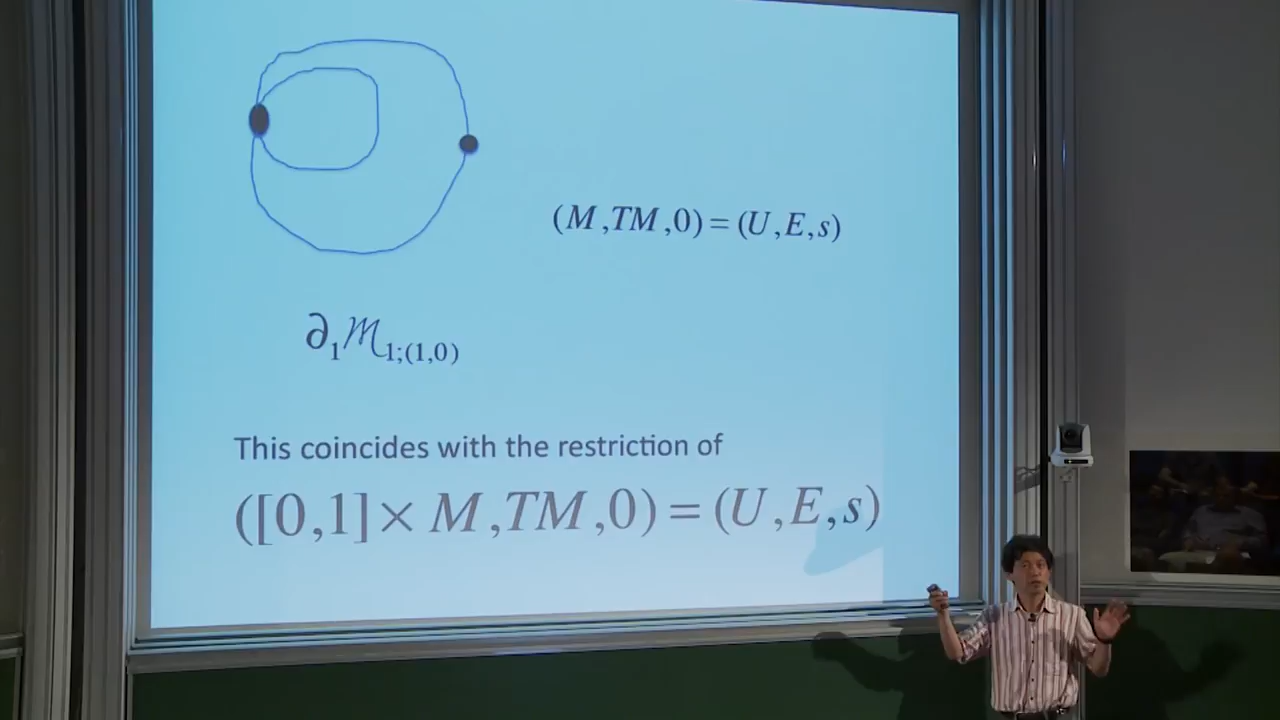 (M,TM,0)=(U,E,s)
∂₁ℳ₁;(1,0)
This coincides with the restriction of
([0,1]×M,TM,0)=(U,E,s)